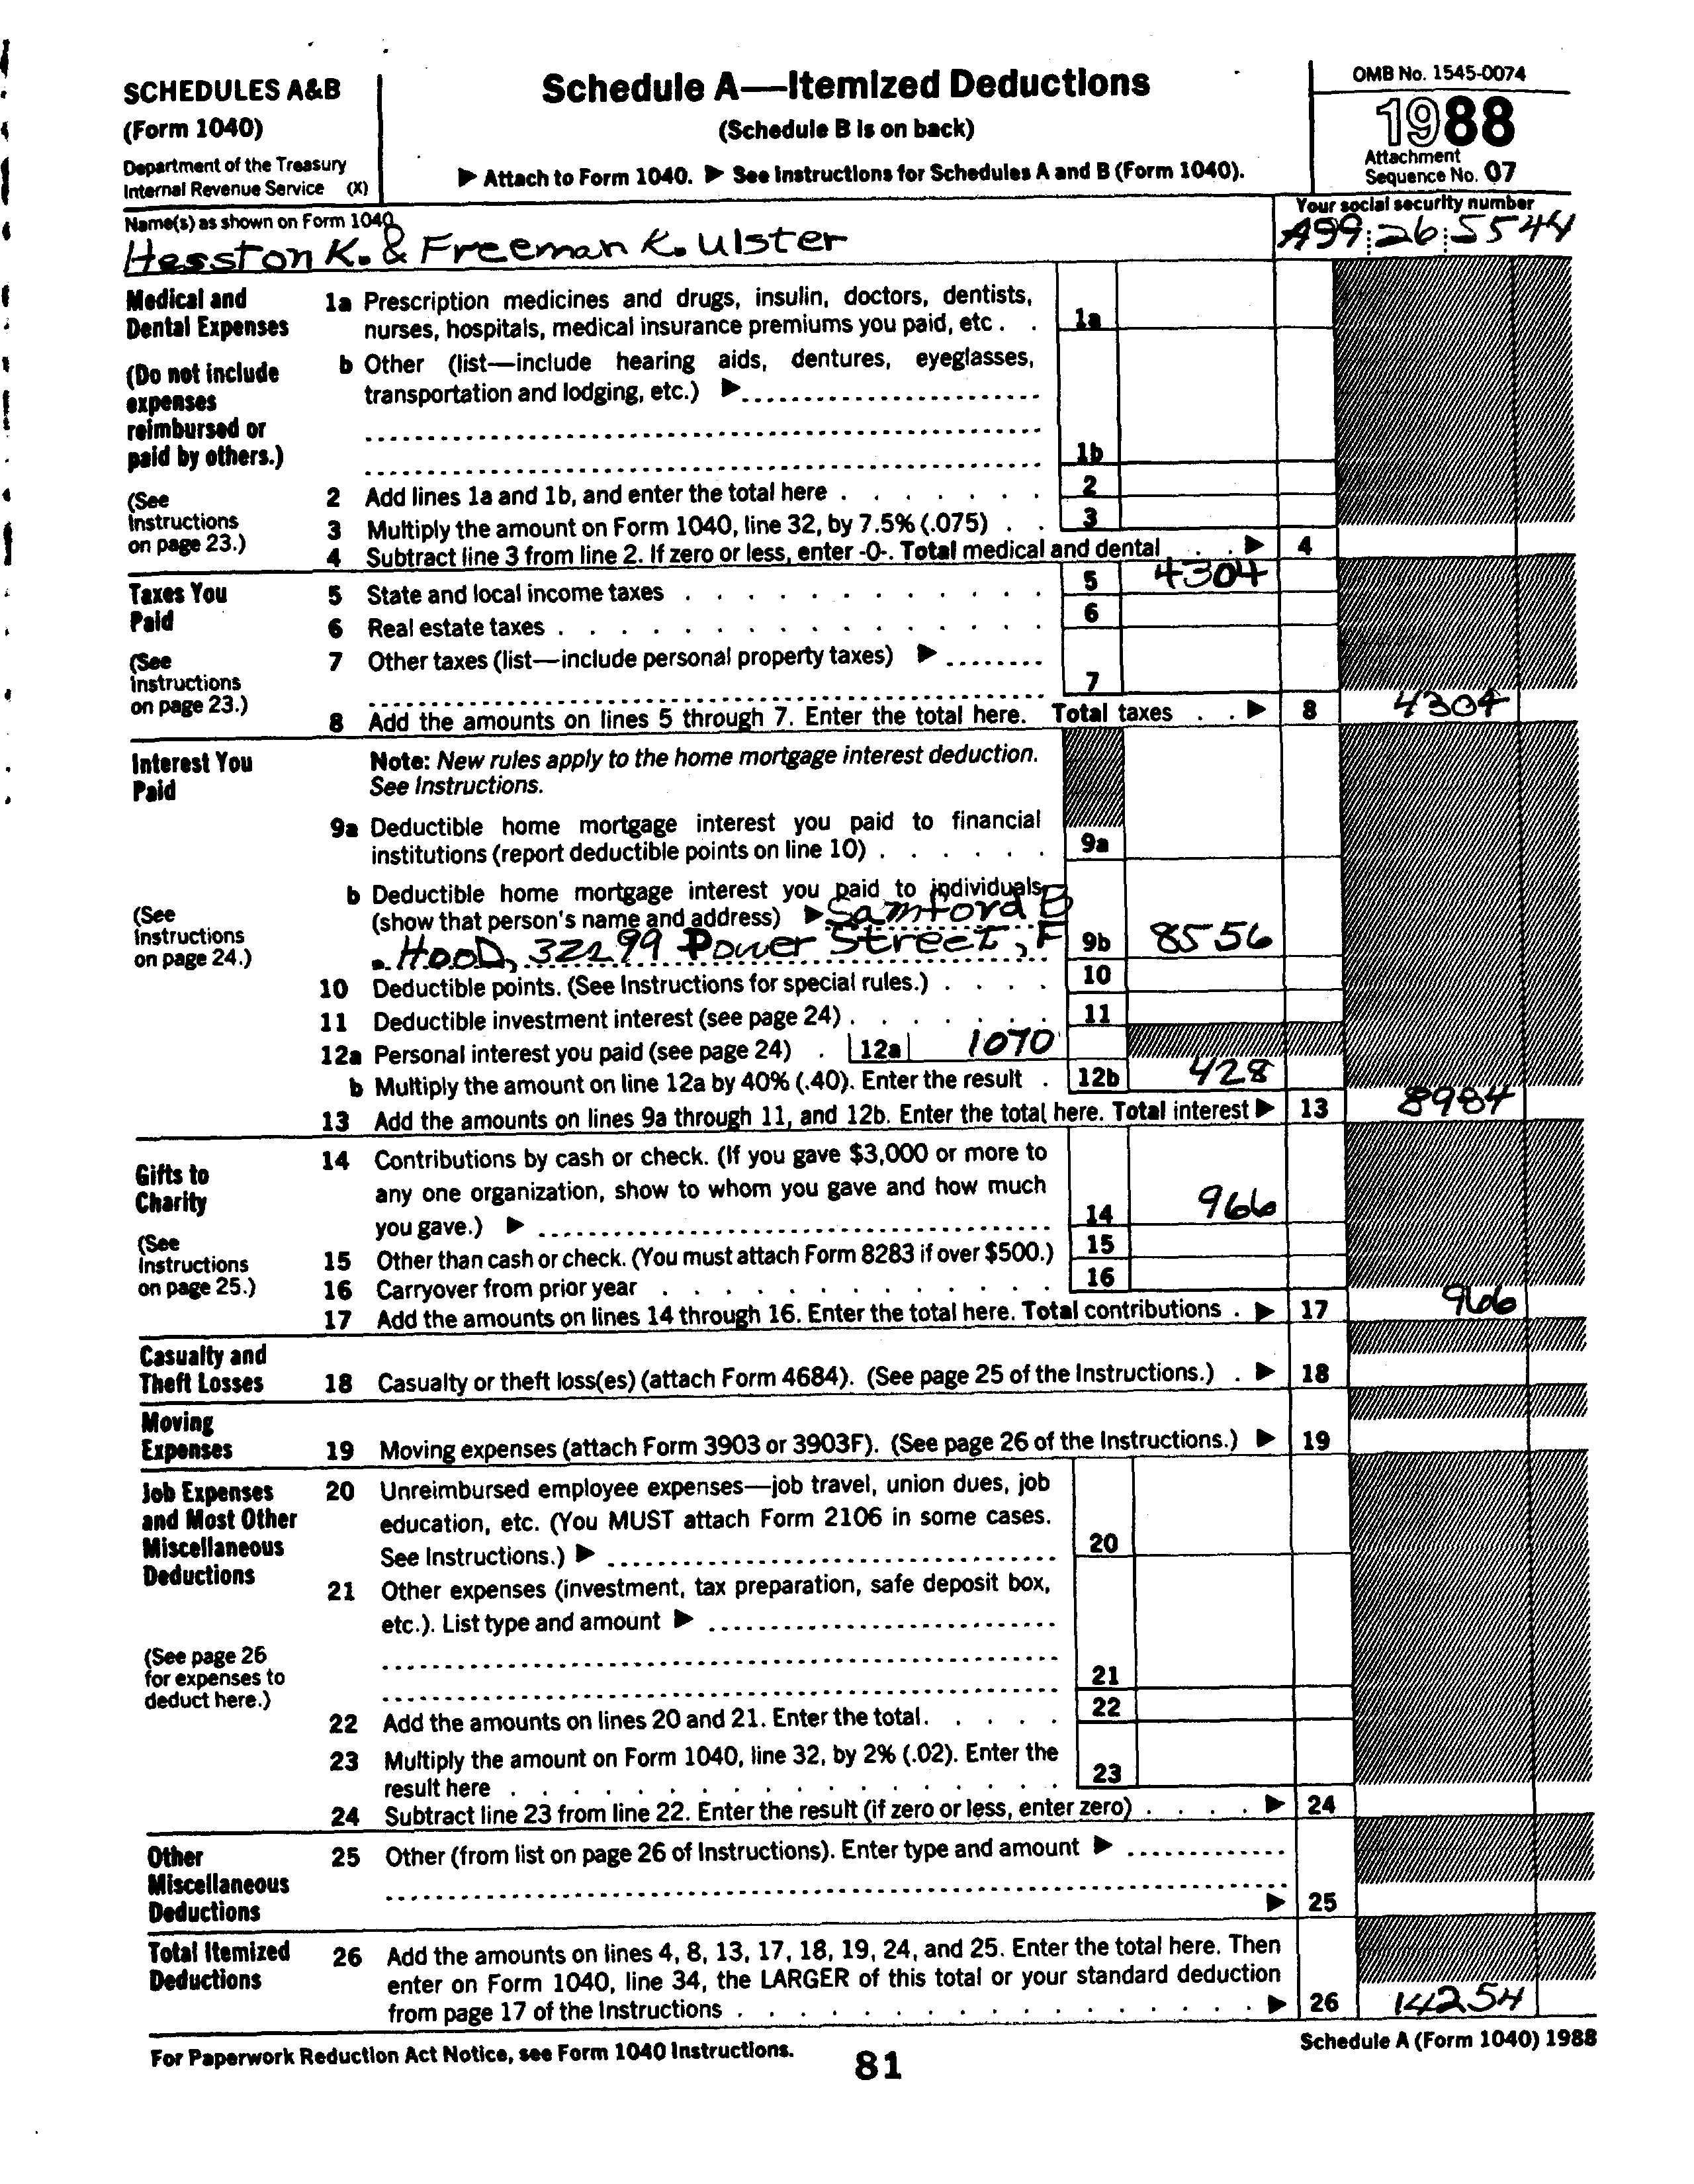 SCHEDULES A&B
(Form 1040)
Department of the Treasury
Internal Revenue Service (X)
Schedule A—Itemized Deductions
(Schedule B is on back)
▶ Attach to Form 1040. ▶ See Instructions for Schedules A and B (Form 1040).
OMB No. 1545-0074
1988
Attachment
Sequence No. 07
Name(s) as shown on Form 1040
Hesston K. & Freeman K. Ulster
Your social security number
A99:26:5544
Medical and
Dental Expenses
(Do not include
expenses
reimbursed or
paid by others.)
(See
Instructions
on page 23.)
1a Prescription medicines and drugs, insulin, doctors, dentists,
nurses, hospitals, medical insurance premiums you paid, etc . . 1a
b Other (list—include hearing aids, dentures, eyeglasses,
transportation and lodging, etc.) ▶
1b
2 Add lines 1a and 1b, and enter the total here . . . . . . . 2
3 Multiply the amount on Form 1040, line 32, by 7.5% (.075) . . 3
4 Subtract line 3 from line 2. If zero or less, enter -0-. Total medical and dental . . ▶ 4
Taxes You
Paid
(See
Instructions
on page 23.)
5 State and local income taxes . . . . . . . . . . . . 5 4304
6 Real estate taxes . . . . . . . . . . . . . . . . 6
7 Other taxes (list—include personal property taxes) ▶
7
8 Add the amounts on lines 5 through 7. Enter the total here. Total taxes . . ▶ 8 4304
Interest You
Paid
(See
Instructions
on page 24.)
Note: New rules apply to the home mortgage interest deduction.
See Instructions.
9a Deductible home mortgage interest you paid to financial
institutions (report deductible points on line 10) . . . . . . 9a
b Deductible home mortgage interest you paid to individuals
(show that person's name and address) ▶ Samford B
. HOOD, 32299 Power Street, F 9b 8556
10 Deductible points. (See Instructions for special rules.) . . . . 10
11 Deductible investment interest (see page 24) . . . . . . . 11
12a Personal interest you paid (see page 24) . 12a 1070
b Multiply the amount on line 12a by 40% (.40). Enter the result . 12b 428
13 Add the amounts on lines 9a through 11, and 12b. Enter the total here. Total interest ▶ 13 8984
Gifts to
Charity
(See
Instructions
on page 25.)
14 Contributions by cash or check. (If you gave $3,000 or more to
any one organization, show to whom you gave and how much
you gave.) ▶ 14 966
15 Other than cash or check. (You must attach Form 8283 if over $500.) 15
16 Carryover from prior year . . . . . . . . . . . . . 16
17 Add the amounts on lines 14 through 16. Enter the total here. Total contributions . ▶ 17 966
Casualty and
Theft Losses
18 Casualty or theft loss(es) (attach Form 4684). (See page 25 of the Instructions.) . ▶ 18
Moving
Expenses
19 Moving expenses (attach Form 3903 or 3903F). (See page 26 of the Instructions.) ▶ 19
Job Expenses
and Most Other
Miscellaneous
Deductions
(See page 26
for expenses to
deduct here.)
20 Unreimbursed employee expenses—job travel, union dues, job
education, etc. (You MUST attach Form 2106 in some cases.
See Instructions.) ▶ 20
21 Other expenses (investment, tax preparation, safe deposit box,
etc.). List type and amount ▶
21
22 Add the amounts on lines 20 and 21. Enter the total. . . . . . 22
23 Multiply the amount on Form 1040, line 32, by 2% (.02). Enter the
result here . . . . . . . . . . . . . . . . . . 23
24 Subtract line 23 from line 22. Enter the result (if zero or less, enter zero) . . . . ▶ 24
Other
Miscellaneous
Deductions
25 Other (from list on page 26 of Instructions). Enter type and amount ▶
▶ 25
Total Itemized
Deductions
26 Add the amounts on lines 4, 8, 13, 17, 18, 19, 24, and 25. Enter the total here. Then
enter on Form 1040, line 34, the LARGER of this total or your standard deduction
from page 17 of the Instructions . . . . . . . . . . . . . . . . . ▶ 26 14254
For Paperwork Reduction Act Notice, see Form 1040 Instructions.
81
Schedule A (Form 1040) 1988